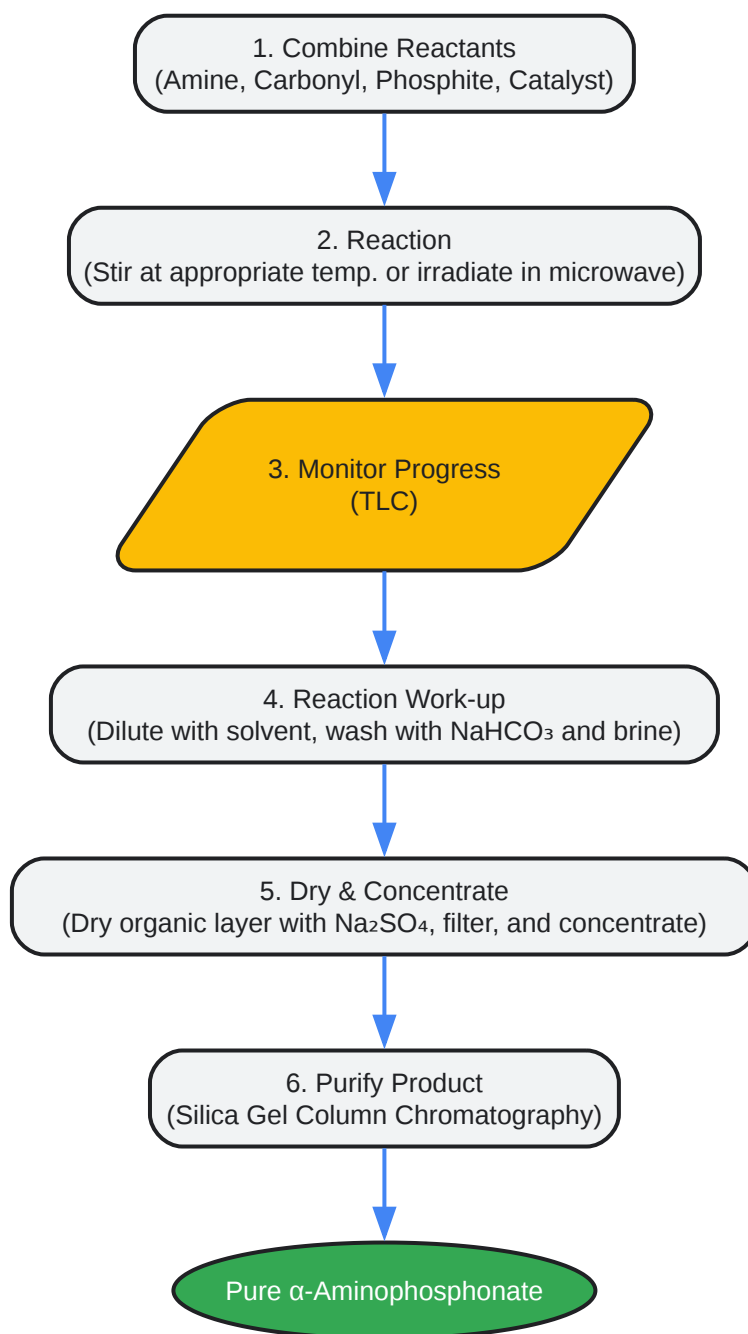 1. Combine Reactants
(Amine, Carbonyl, Phosphite, Catalyst)
2. Reaction
(Stir at appropriate temp. or irradiate in microwave)
3. Monitor Progress
(TLC)
4. Reaction Work-up
(Dilute with solvent, wash with NaHCO₃ and brine)
5. Dry & Concentrate
(Dry organic layer with Na₂SO₄, filter, and concentrate)
6. Purify Product
(Silica Gel Column Chromatography)
Pure α-Aminophosphonate